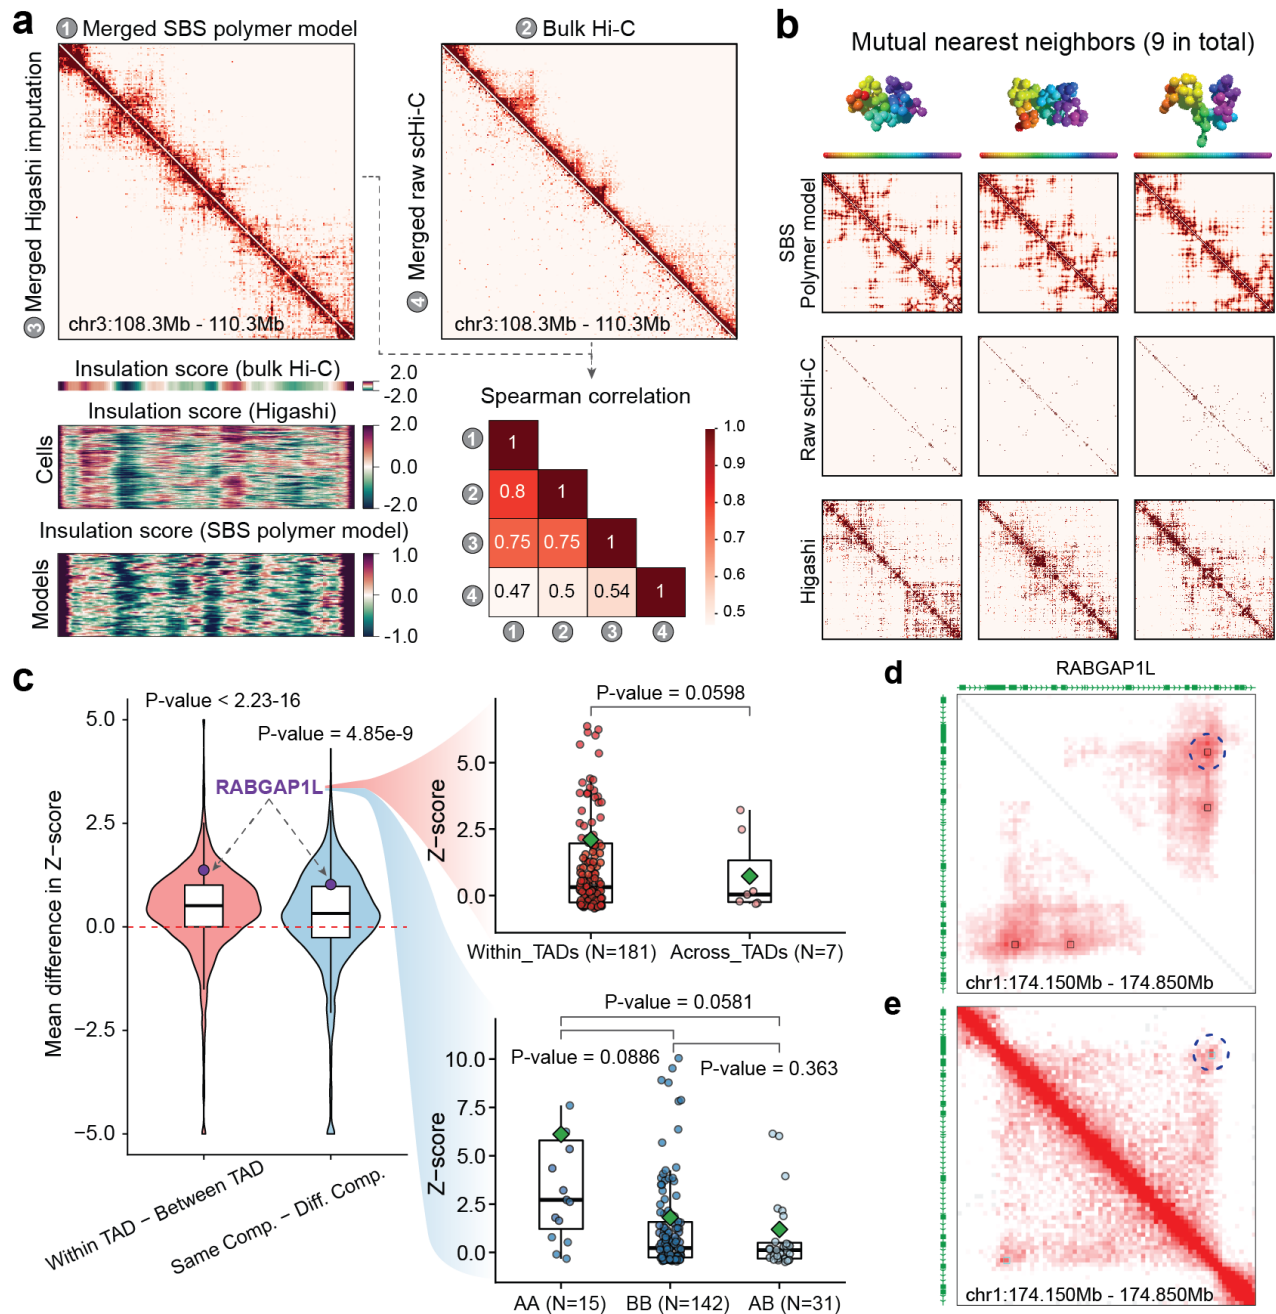 a
1 Merged SBS polymer model
2 Bulk Hi-C
3 Merged Higashi imputation
4 Merged raw scHi-C
chr3:108.3Mb - 110.3Mb
chr3:108.3Mb - 110.3Mb
Insulation score (bulk Hi-C)
2.0
-2.0
Insulation score (Higashi)
Cells
2.0
0.0
-2.0
Insulation score (SBS polymer model)
Models
1.0
0.0
-1.0
Spearman correlation
1 1
2 0.8 1
3 0.75 0.75 1
4 0.47 0.5 0.54 1
1 2 3 4
1.0
0.9
0.8
0.7
0.6
0.5
b
Mutual nearest neighbors (9 in total)
SBS
Polymer model
Raw scHi-C
Higashi
c
P-value < 2.23-16
P-value = 4.85e-9
RABGAP1L
Mean difference in Z-score
5.0
2.5
0.0
−2.5
−5.0
Within TAD − Between TAD
Same Comp. − Diff. Comp.
P-value = 0.0598
Z−score
5.0
2.5
0.0
Within_TADs (N=181)
Across_TADs (N=7)
P-value = 0.0581
P-value = 0.0886
P-value = 0.363
Z−score
10.0
7.5
5.0
2.5
0.0
AA (N=15)
BB (N=142)
AB (N=31)
d
RABGAP1L
chr1:174.150Mb - 174.850Mb
e
chr1:174.150Mb - 174.850Mb